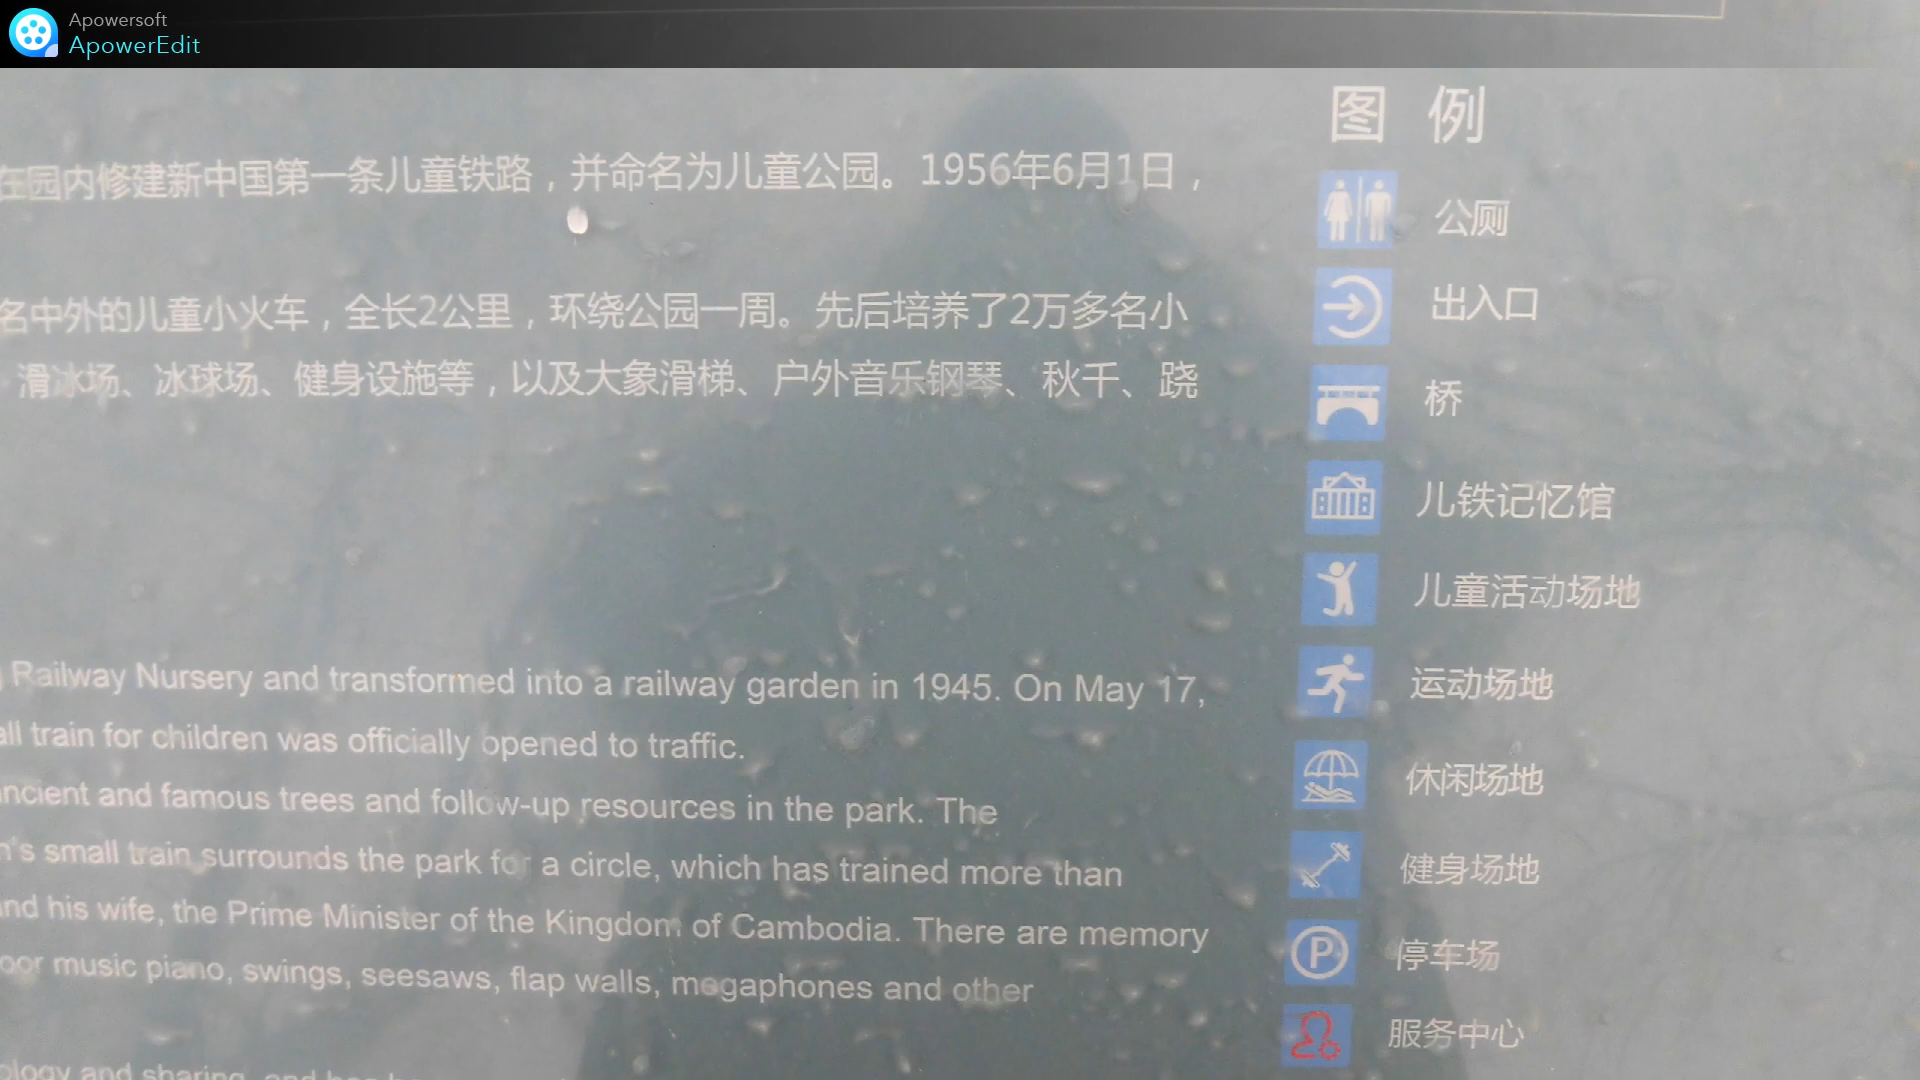 Apowersoft
ApowerEdit
在园内修建新中国第一条儿童铁路，并命名为儿童公园。1956年6月1日，
名中外的儿童小火车，全长2公里，环绕公园一周。先后培养了2万多名小
滑冰场、冰球场、健身设施等，以及大象滑梯、户外音乐钢琴、秋千、跷
Railway Nursery and transformed into a railway garden in 1945. On May 17,
train for children was officially opened to traffic.
and famous trees and follow-up resources in the park. The
small train surrounds the park for a circle, which has trained more than
and his wife, the Prime Minister of the Kingdom of Cambodia. There are memory
music piano, swings, seesaws, flap walls, megaphones and other
and sharing, and
图 例
公厕
出入口
桥
儿铁记忆馆
儿童活动场地
运动场地
休闲场地
健身场地
P 停车场
服务中心